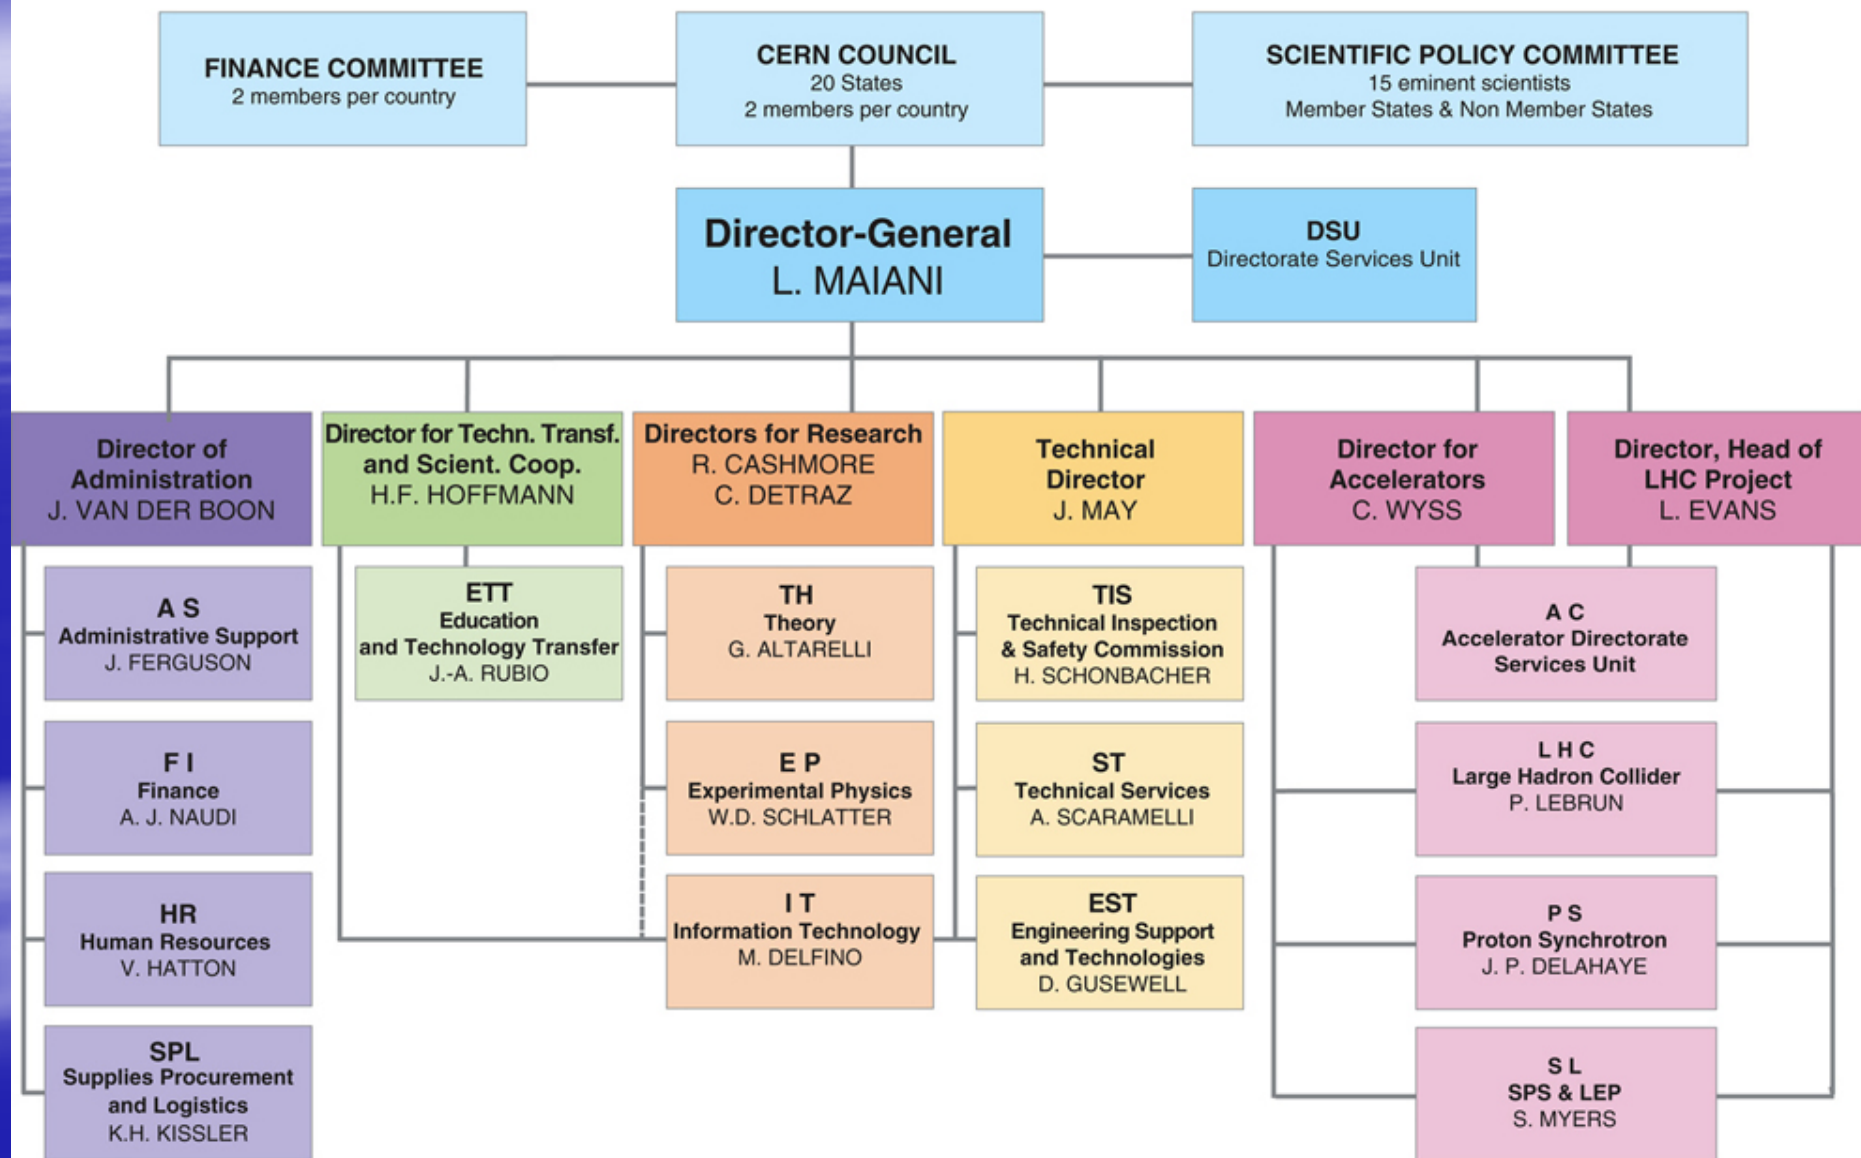 FINANCE COMMITTEE
2 members per country
CERN COUNCIL
20 States
2 members per country
SCIENTIFIC POLICY COMMITTEE
15 eminent scientists
Member States & Non Member States
Director-General
L. MAIANI
DSU
Directorate Services Unit
Director of
Administration
J. VAN DER BOON
Director for Techn. Transf.
and Scient. Coop.
H.F. HOFFMANN
Directors for Research
R. CASHMORE
C. DETRAZ
Technical
Director
J. MAY
Director for
Accelerators
C. WYSS
Director, Head of
LHC Project
L. EVANS
A S
Administrative Support
J. FERGUSON
F I
Finance
A. J. NAUDI
HR
Human Resources
V. HATTON
SPL
Supplies Procurement
and Logistics
K.H. KISSLER
ETT
Education
and Technology Transfer
J.-A. RUBIO
TH
Theory
G. ALTARELLI
E P
Experimental Physics
W.D. SCHLATTER
I T
Information Technology
M. DELFINO
TIS
Technical Inspection
& Safety Commission
H. SCHONBACHER
ST
Technical Services
A. SCARAMELLI
EST
Engineering Support
and Technologies
D. GUSEWELL
A C
Accelerator Directorate
Services Unit
L H C
Large Hadron Collider
P. LEBRUN
P S
Proton Synchrotron
J. P. DELAHAYE
S L
SPS & LEP
S. MYERS